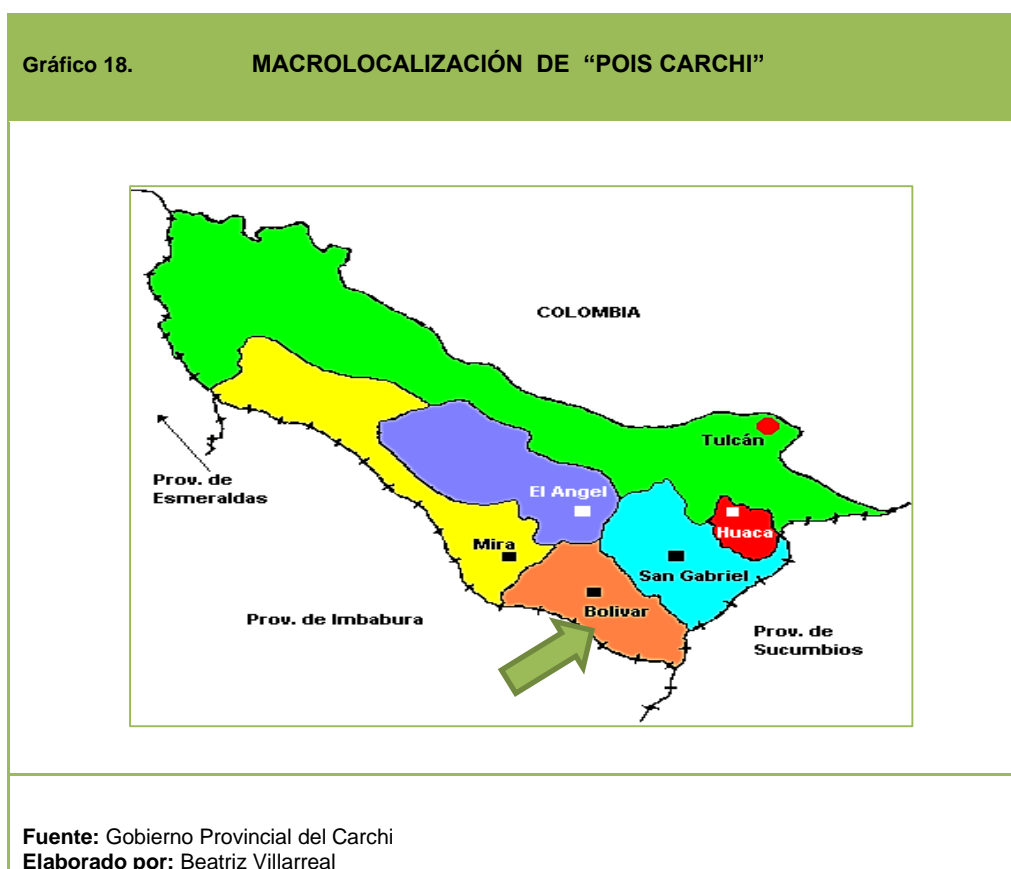 Gráfico 18. MACROLOCALIZACIÓN DE “POIS CARCHI”
COLOMBIA
Tulcán
Prov. de
Esmeraldas
El Angel
Huaca
Mira
San Gabriel
Bolivar
Prov. de Imbabura
Prov. de
Sucumbios
Fuente: Gobierno Provincial del Carchi
Elaborado por: Beatriz Villarreal